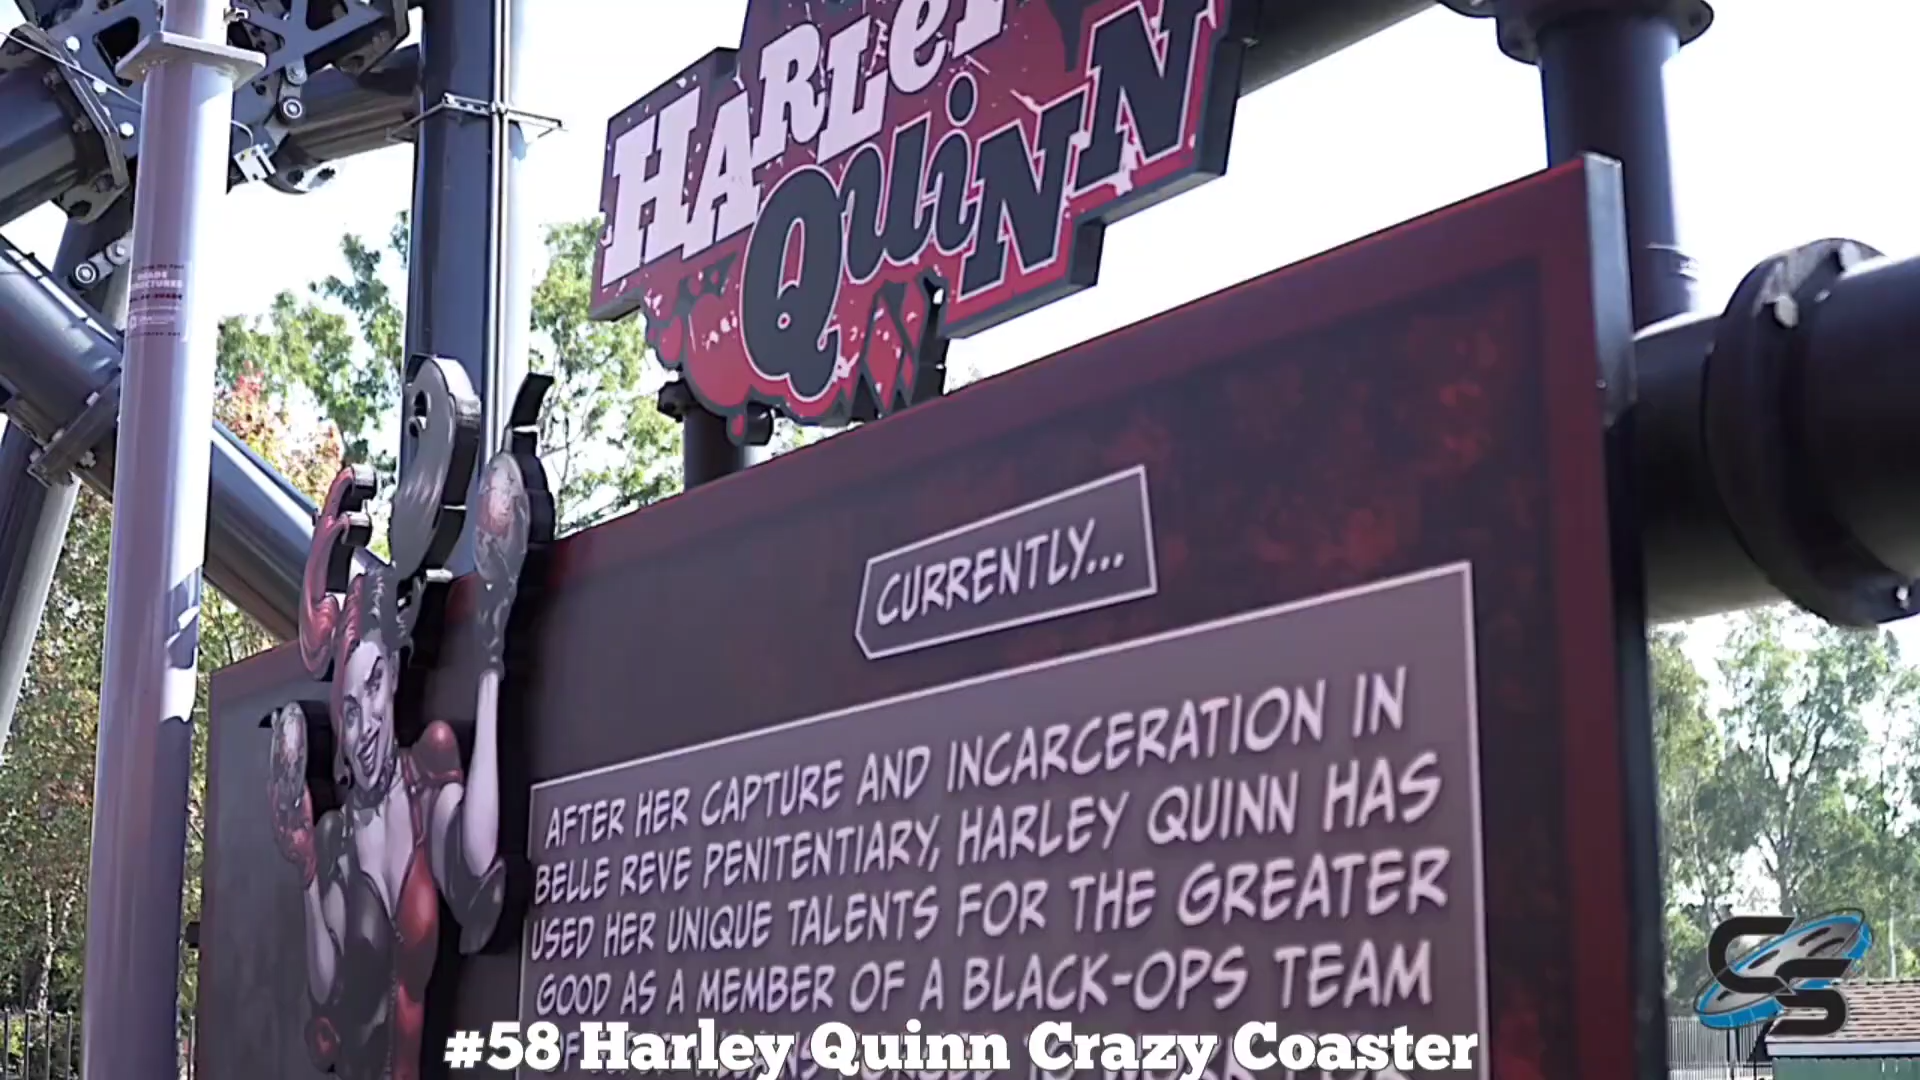 HARLEY
QUINN
CURRENTLY...
AFTER HER CAPTURE AND INCARCERATION IN
BELLE REVE PENITENTIARY, HARLEY QUINN HAS
USED HER UNIQUE TALENTS FOR THE GREATER
GOOD AS A MEMBER OF A BLACK-OPS TEAM
#58 Harley Quinn Crazy Coaster
CS